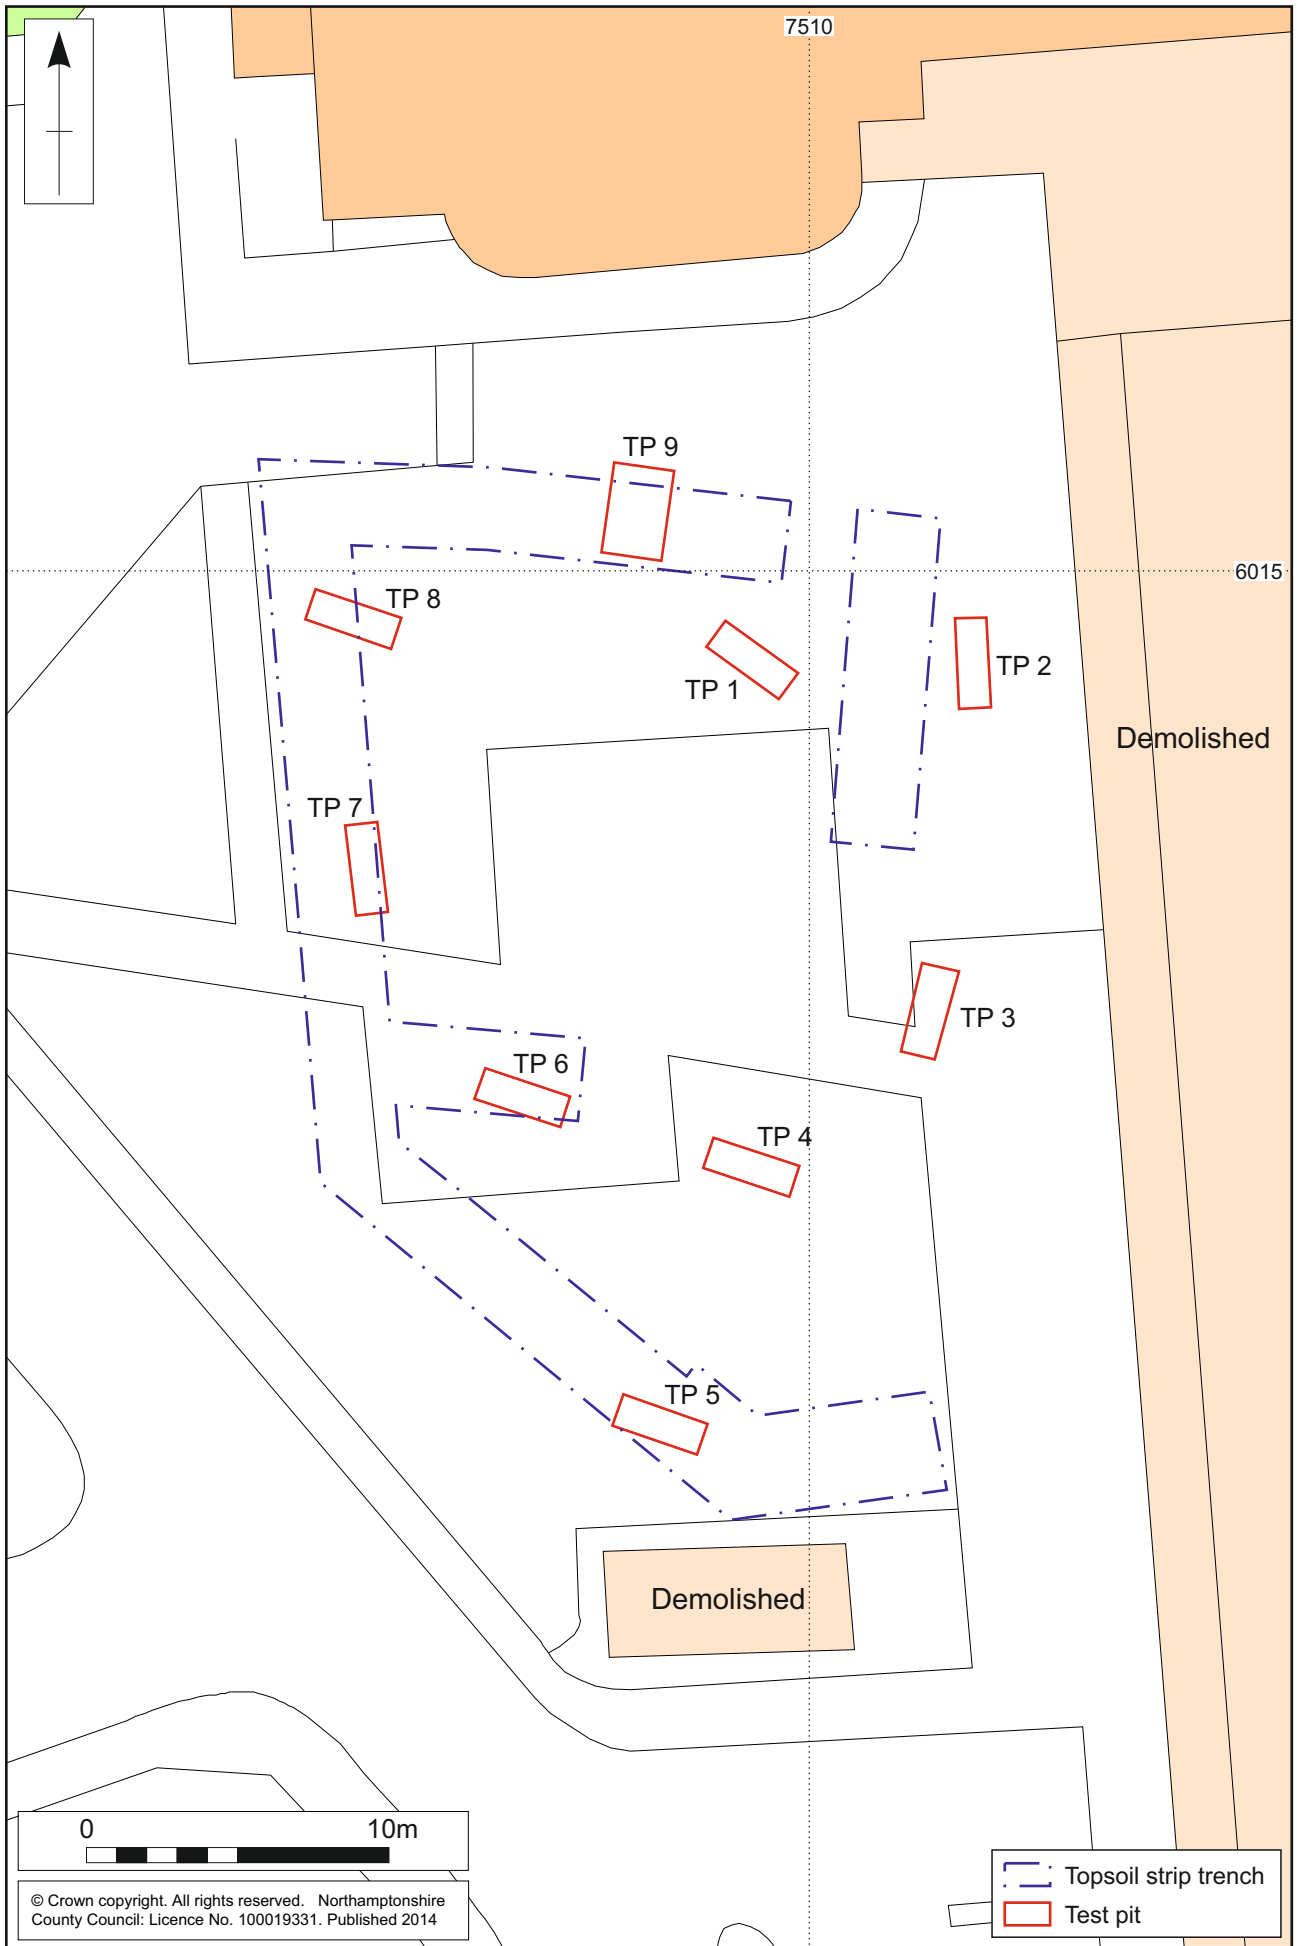 7510
TP 9
6015
TP 8
TP 1
TP 2
Demolished
TP 7
TP 3
TP 6
TP 4
TP 5
Demolished
0 10m
© Crown copyright. All rights reserved. Northamptonshire
County Council: Licence No. 100019331. Published 2014
Topsoil strip trench
Test pit